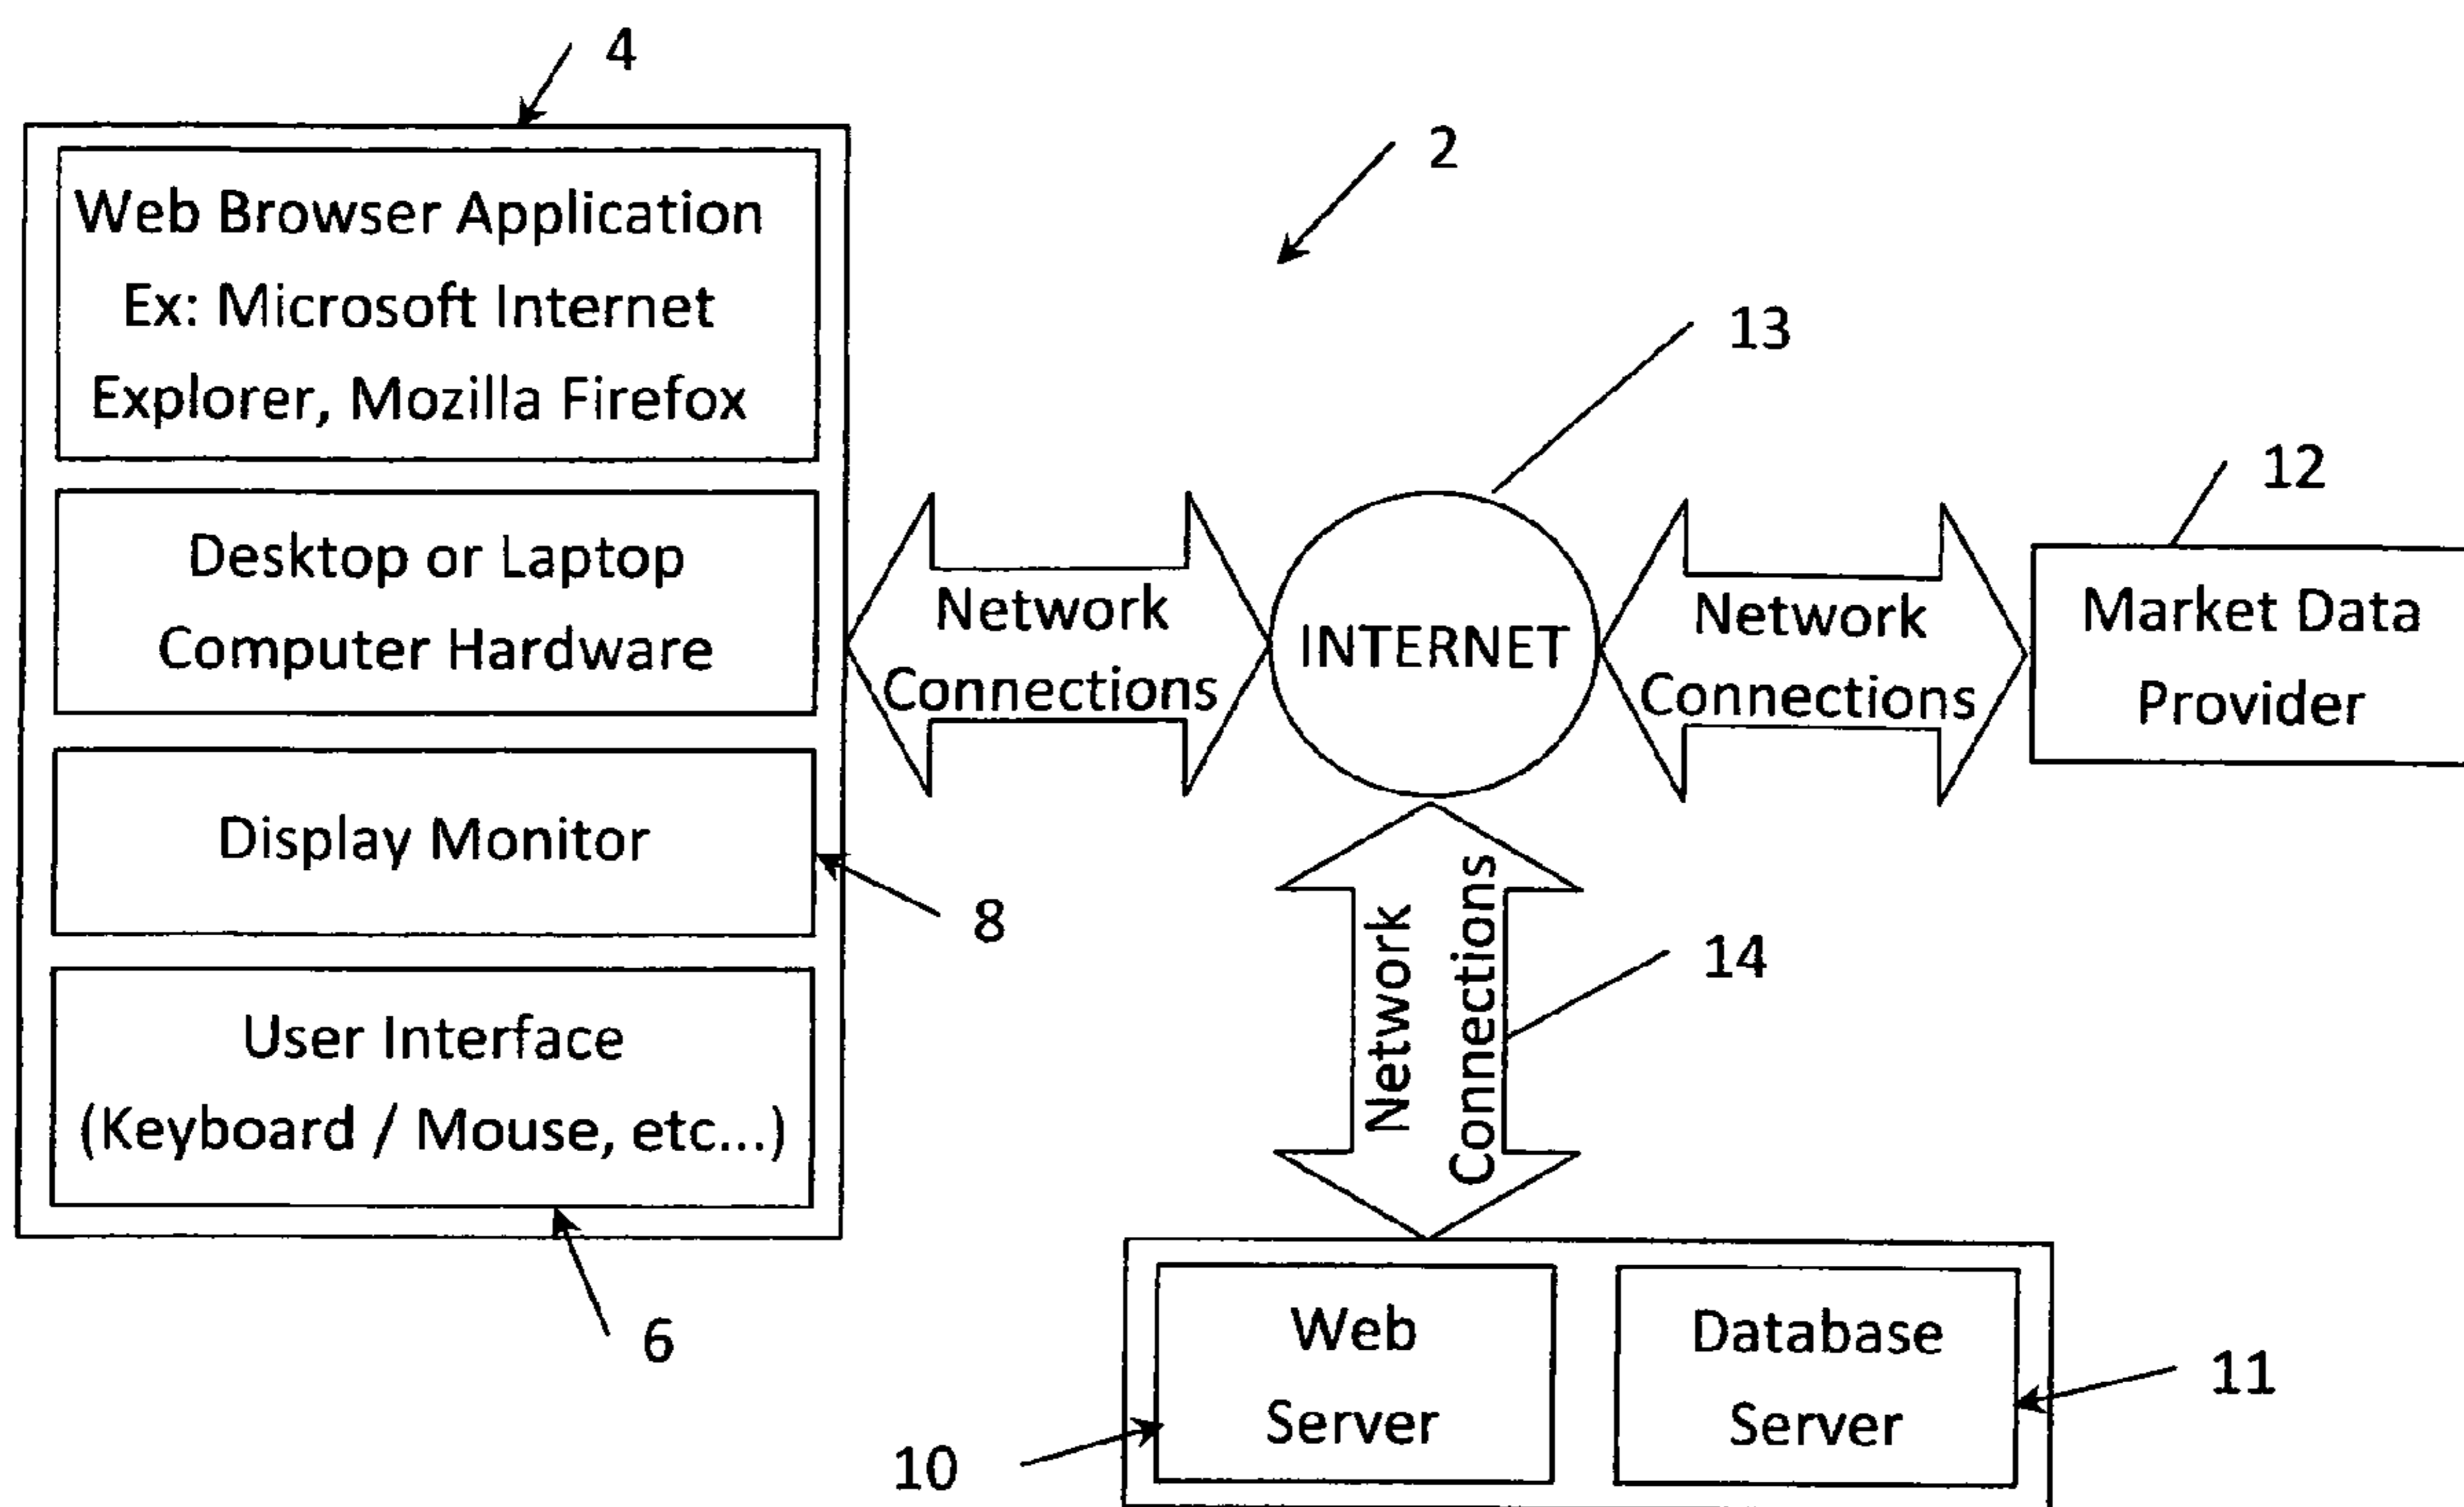 4
2
Web Browser Application
Ex: Microsoft Internet
Explorer, Mozilla Firefox
13
12
Desktop or Laptop
Computer Hardware
Network
Connections
INTERNET
Network
Connections
Market Data
Provider
Display Monitor
8
Network
Connections
14
User Interface
(Keyboard / Mouse, etc...)
6
Web
Server
Database
Server
10
11